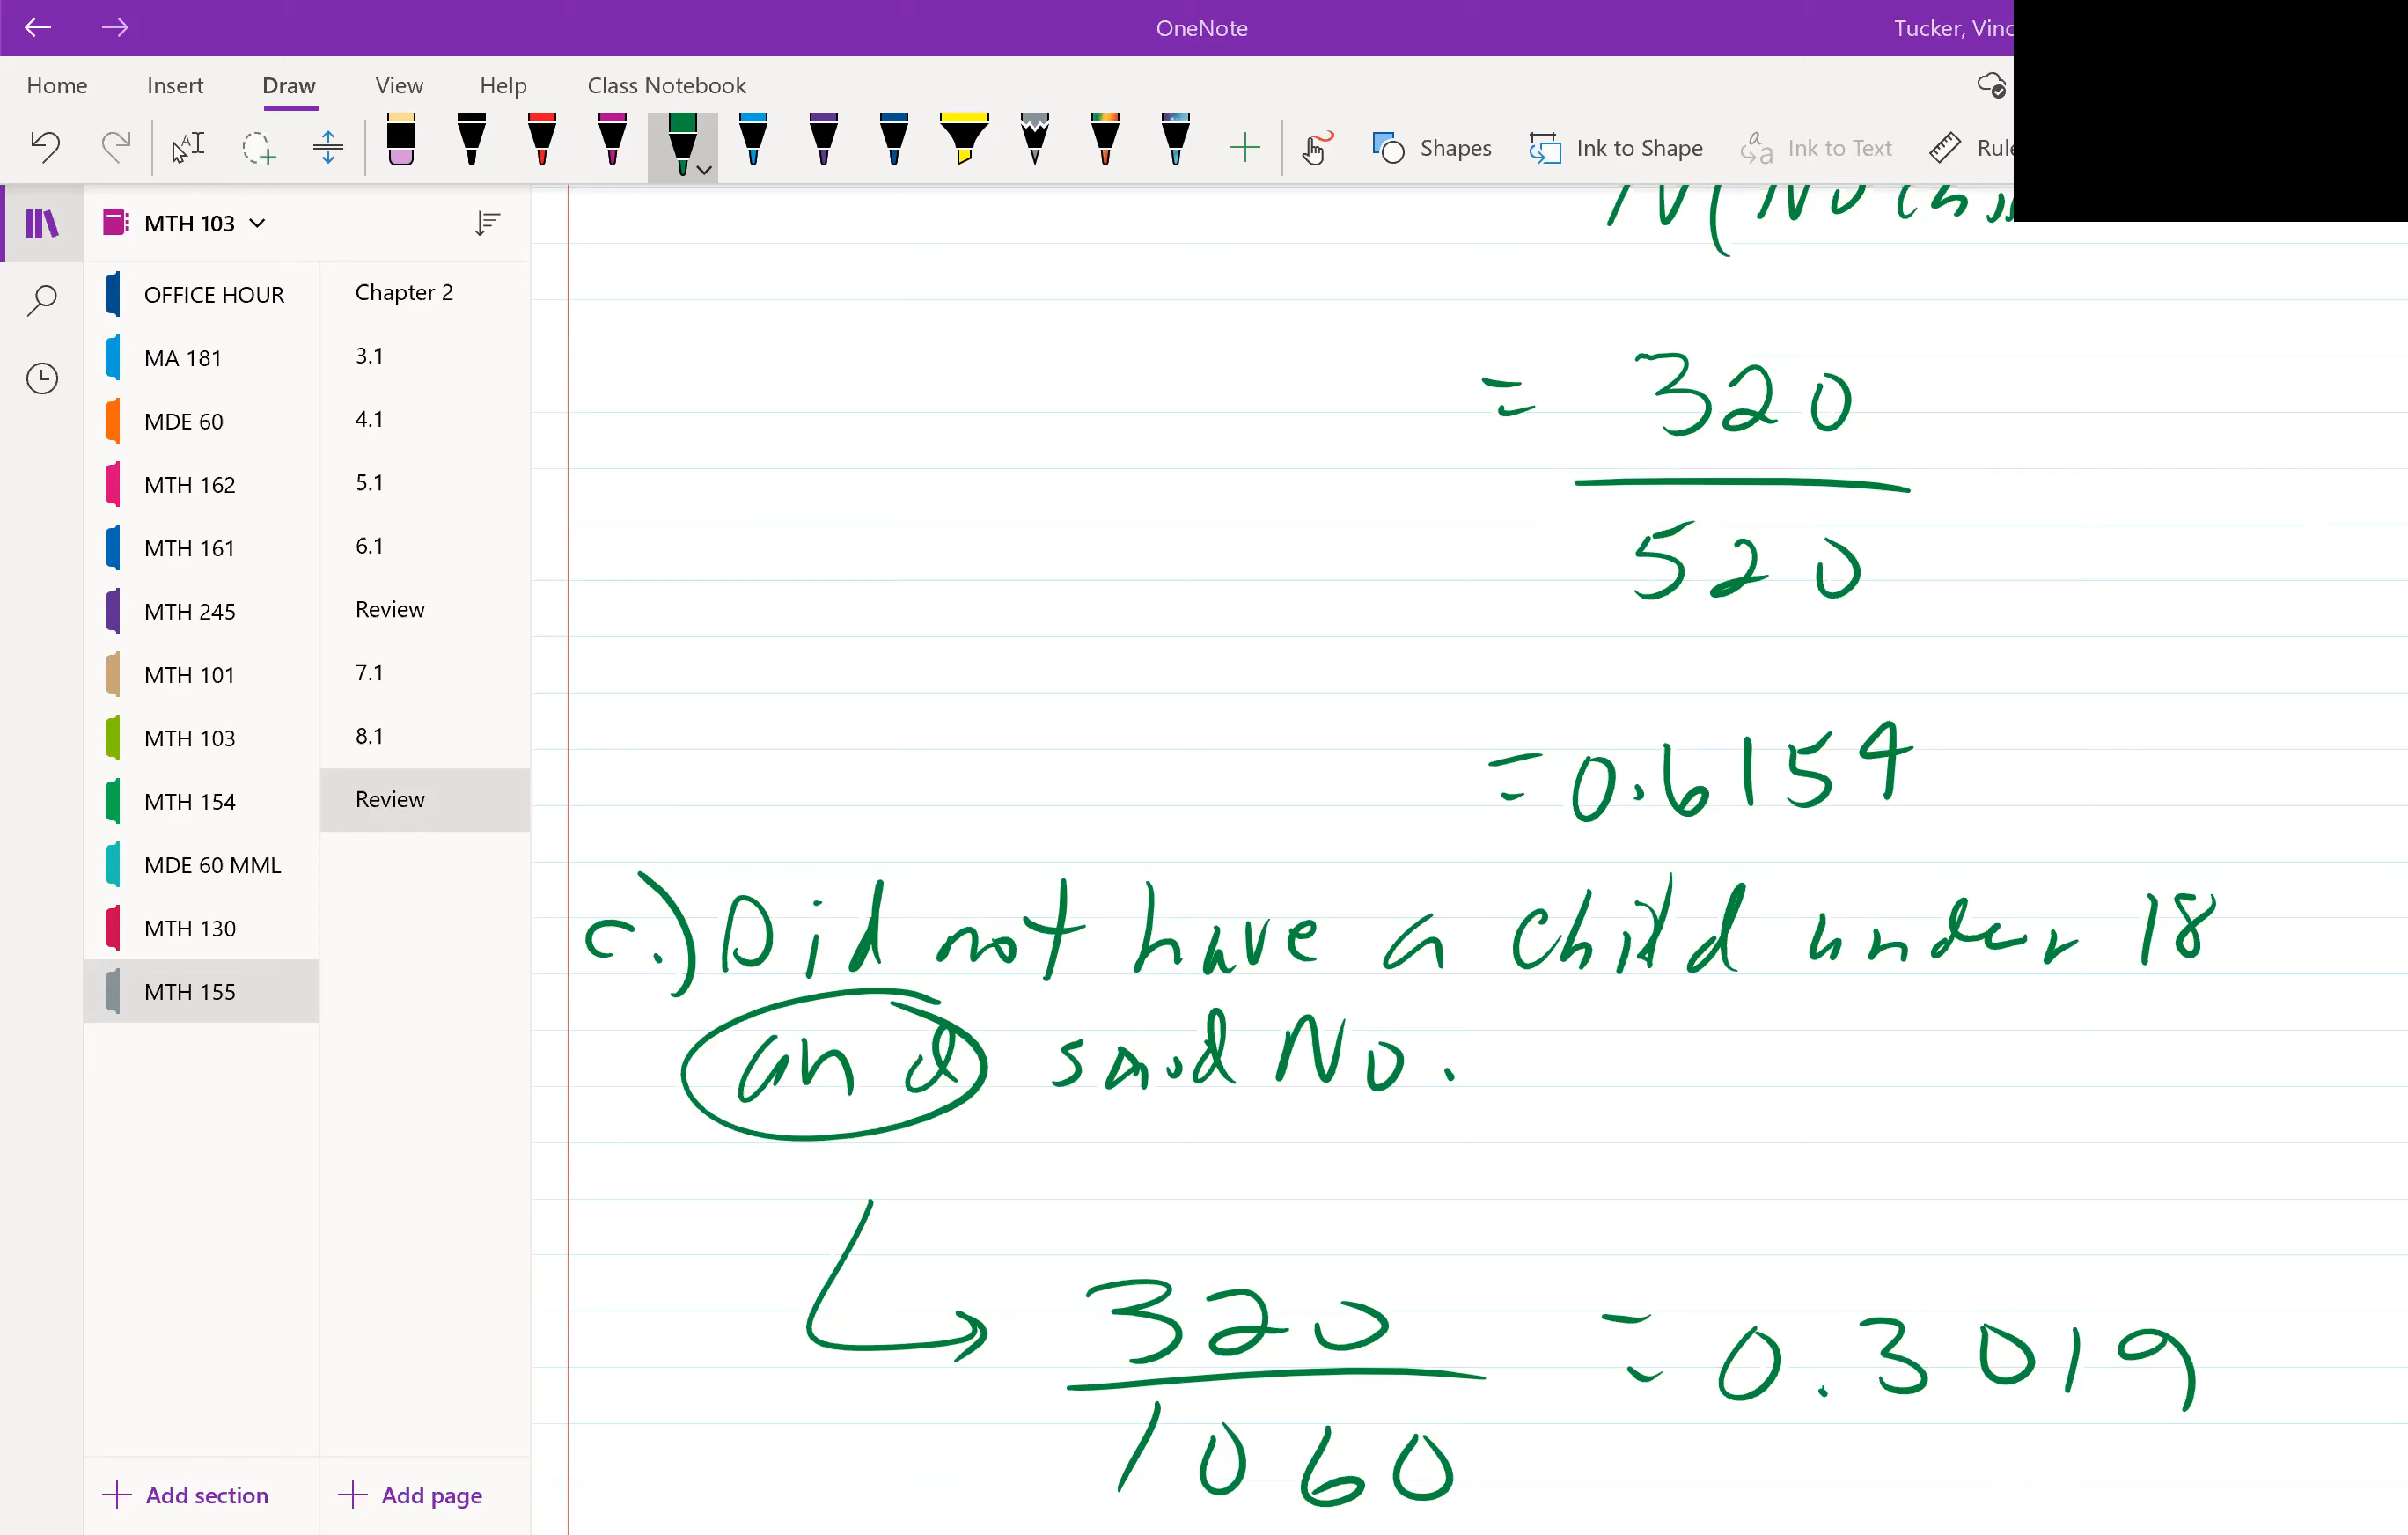 OneNote
Tucker, Vinc
Home Insert Draw View Help Class Notebook
Shapes Ink to Shape Ink to Text Rule
MTH 103
OFFICE HOUR
MA 181
MDE 60
MTH 162
MTH 161
MTH 245
MTH 101
MTH 103
MTH 154
MDE 60 MML
MTH 130
MTH 155
Add section
Chapter 2
3.1
4.1
5.1
6.1
Review
7.1
8.1
Review
Add page
N(No
= 320
520
= 0.6154
c.) Did not have a child under 18
and said No.
320 = 0.3019
1060